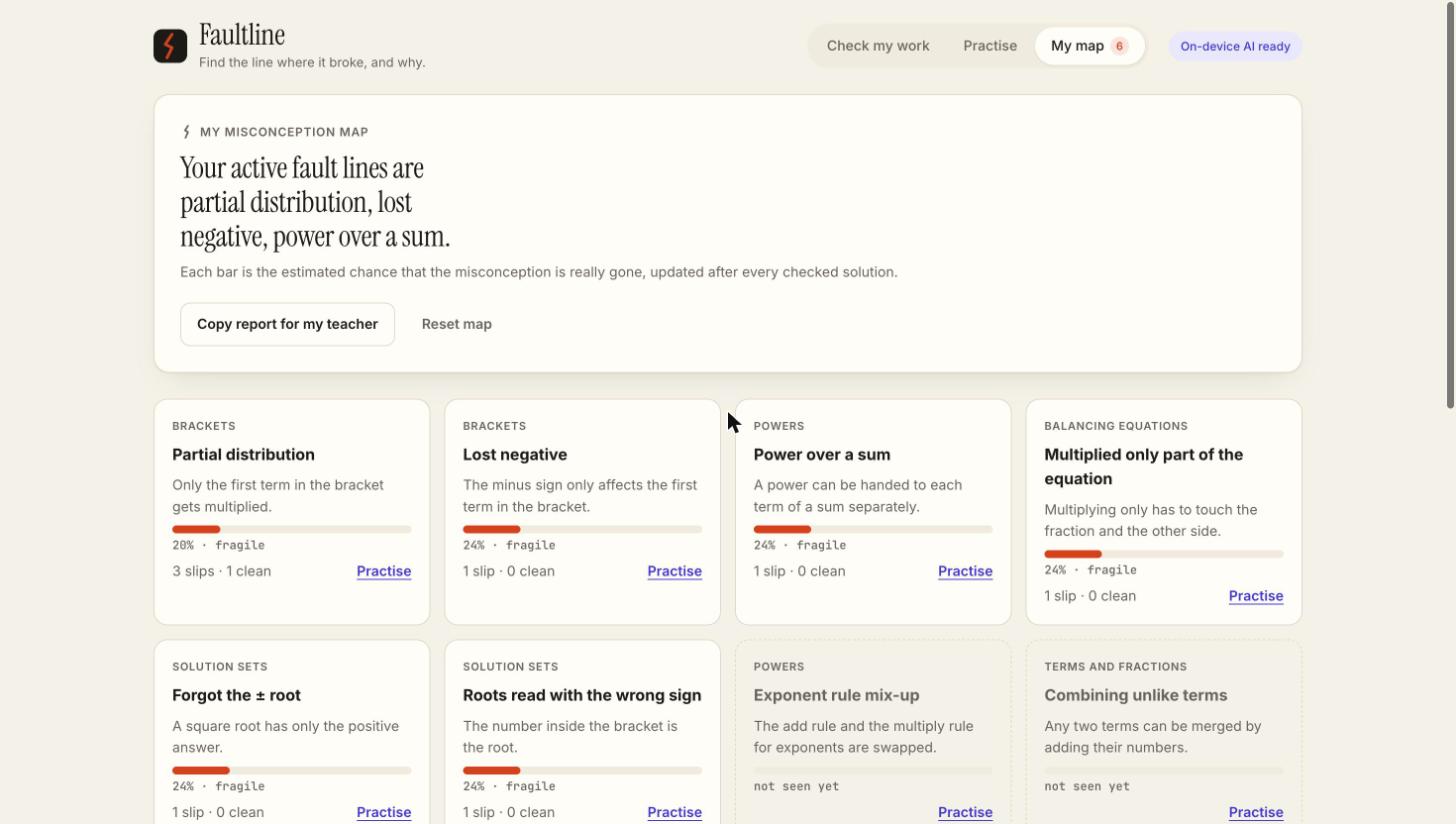 Faultline
Find the line where it broke, and why.
Check my work
Practise
My map 6
On-device AI ready
MY MISCONCEPTION MAP
Your active fault lines are
partial distribution, lost
negative, power over a sum.
Each bar is the estimated chance that the misconception is really gone, updated after every checked solution.
Copy report for my teacher
Reset map
BRACKETS
Partial distribution
Only the first term in the bracket
gets multiplied.
20% · fragile
3 slips · 1 clean
Practise
BRACKETS
Lost negative
The minus sign only affects the first
term in the bracket.
24% · fragile
1 slip · 0 clean
Practise
POWERS
Power over a sum
A power can be handed to each
term of a sum separately.
24% · fragile
1 slip · 0 clean
Practise
BALANCING EQUATIONS
Multiplied only part of the
equation
Multiplying only has to touch the
fraction and the other side.
24% · fragile
1 slip · 0 clean
Practise
SOLUTION SETS
Forgot the ± root
A square root has only the positive
answer.
24% · fragile
1 slip · 0 clean
Practise
SOLUTION SETS
Roots read with the wrong sign
The number inside the bracket is
the root.
24% · fragile
1 slip · 0 clean
Practise
POWERS
Exponent rule mix-up
The add rule and the multiply rule
for exponents are swapped.
not seen yet
Practise
TERMS AND FRACTIONS
Combining unlike terms
Any two terms can be merged by
adding their numbers.
not seen yet
Practise